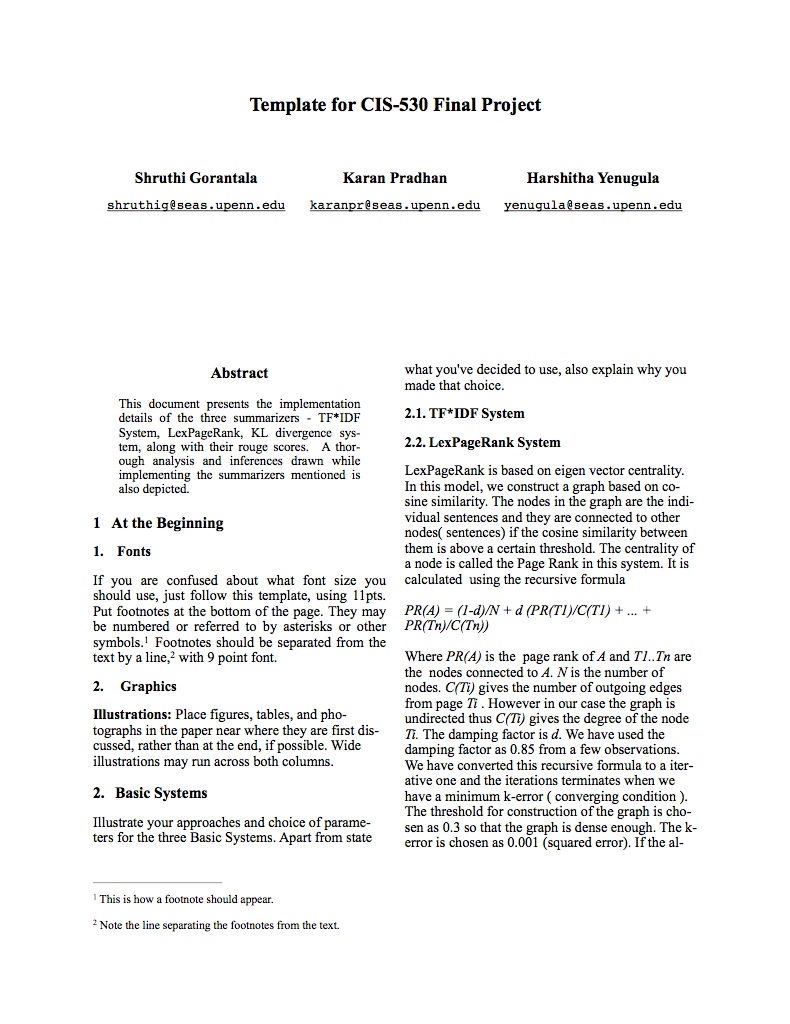 Template for CIS-530 Final Project
Shruthi Gorantala
Karan Pradhan
Harshitha Yenugula
shruthig@seas.upenn.edu
karanpr@seas.upenn.edu
yenugula@seas.upenn.edu
Abstract
This document presents the implementation
details of the three summarizers - TF*IDF
System, LexPageRank, KL divergence sys-
tem, along with their rouge scores.  A thor-
ough analysis and inferences drawn while
implementing the summarizers mentioned is
also depicted.
1 At the Beginning
1. Fonts
If you are confused about what font size you
should use, just follow this template, using 11pts.
Put footnotes at the bottom of the page. They may
be numbered or referred to by asterisks or other
symbols.¹ Footnotes should be separated from the
text by a line,² with 9 point font.
2. Graphics
Illustrations: Place figures, tables, and pho-
tographs in the paper near where they are first dis-
cussed, rather than at the end, if possible. Wide
illustrations may run across both columns.
2. Basic Systems
Illustrate your approaches and choice of parame-
ters for the three Basic Systems. Apart from state
¹ This is how a footnote should appear.
² Note the line separating the footnotes from the text.
what you've decided to use, also explain why you
made that choice.
2.1. TF*IDF System
2.2. LexPageRank System
LexPageRank is based on eigen vector centrality.
In this model, we construct a graph based on co-
sine similarity. The nodes in the graph are the indi-
vidual sentences and they are connected to other
nodes( sentences) if the cosine similarity between
them is above a certain threshold. The centrality of
a node is called the Page Rank in this system. It is
calculated  using the recursive formula
PR(A) = (1-d)/N + d (PR(T1)/C(T1) + ... +
PR(Tn)/C(Tn))
Where PR(A) is the  page rank of A and T1..Tn are
the  nodes connected to A. N is the number of
nodes. C(Ti) gives the number of outgoing edges
from page Ti . However in our case the graph is
undirected thus C(Ti) gives the degree of the node
Ti. The damping factor is d. We have used the
damping factor as 0.85 from a few observations.
We have converted this recursive formula to a iter-
ative one and the iterations terminates when we
have a minimum k-error ( converging condition ).
The threshold for construction of the graph is cho-
sen as 0.3 so that the graph is dense enough. The k-
error is chosen as 0.001 (squared error). If the al-